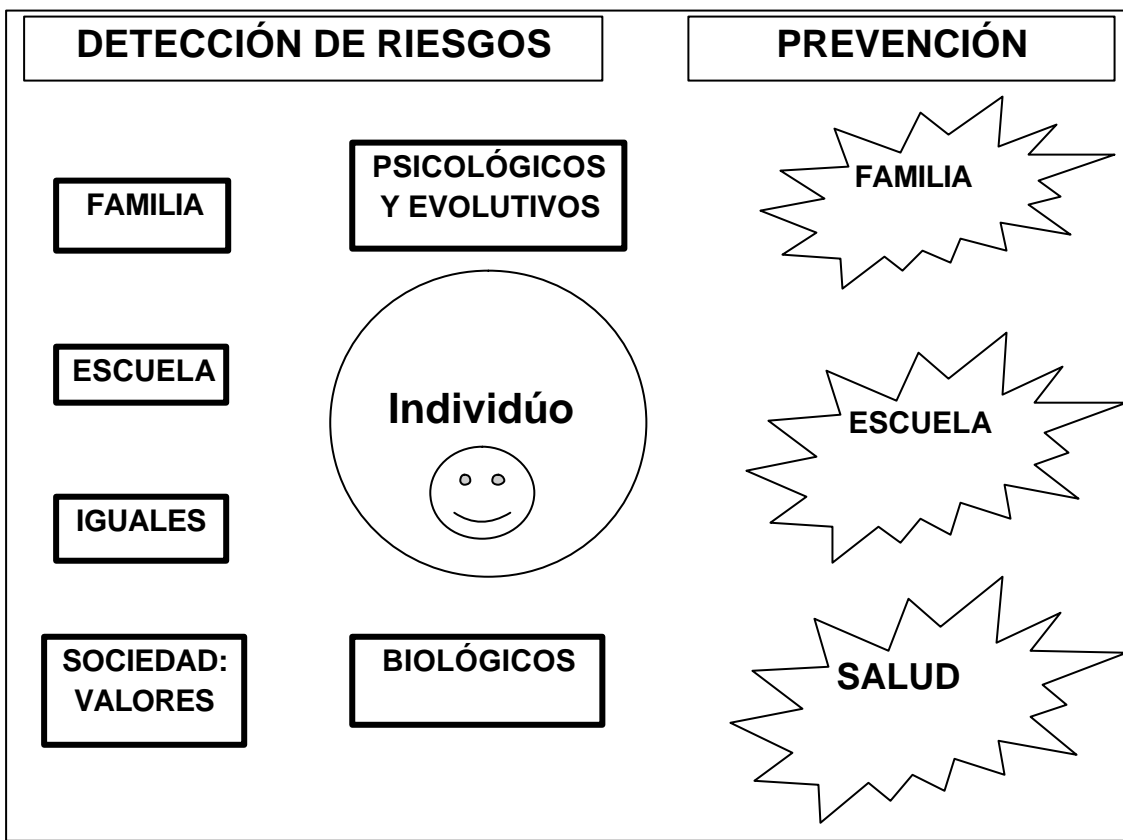 DETECCIÓN DE RIESGOS
PREVENCIÓN
FAMILIA
PSICOLÓGICOS
Y EVOLUTIVOS
FAMILIA
ESCUELA
Individúo
ESCUELA
IGUALES
SOCIEDAD:
VALORES
BIOLÓGICOS
SALUD